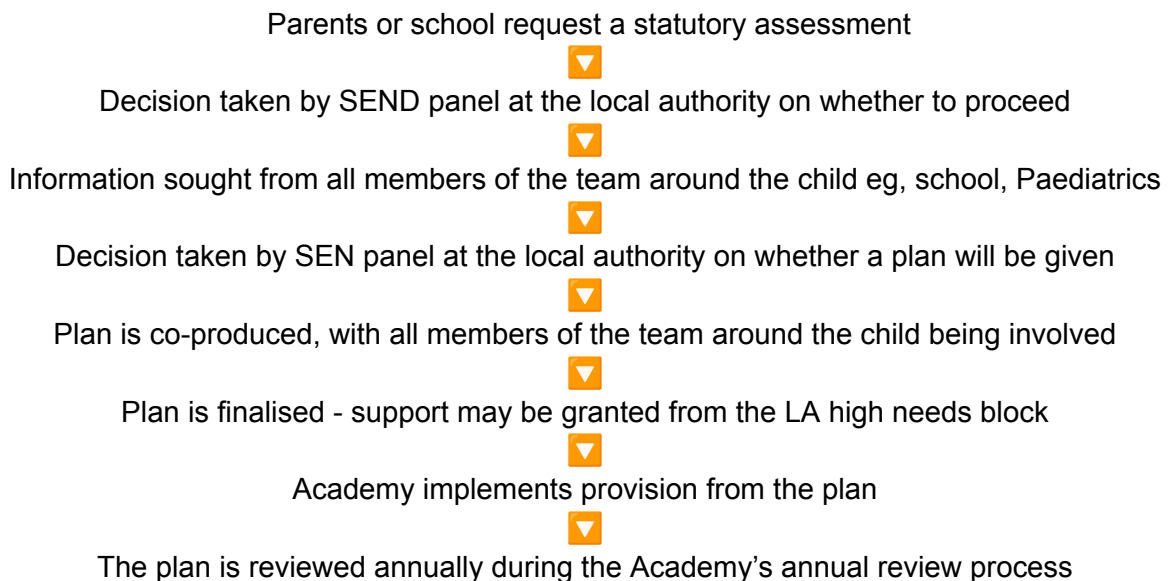 Parents or school request a statutory assessment
Decision taken by SEND panel at the local authority on whether to proceed
Information sought from all members of the team around the child eg, school, Paediatrics
Decision taken by SEN panel at the local authority on whether a plan will be given
Plan is co-produced, with all members of the team around the child being involved
Plan is finalised - support may be granted from the LA high needs block
Academy implements provision from the plan
The plan is reviewed annually during the Academy’s annual review process